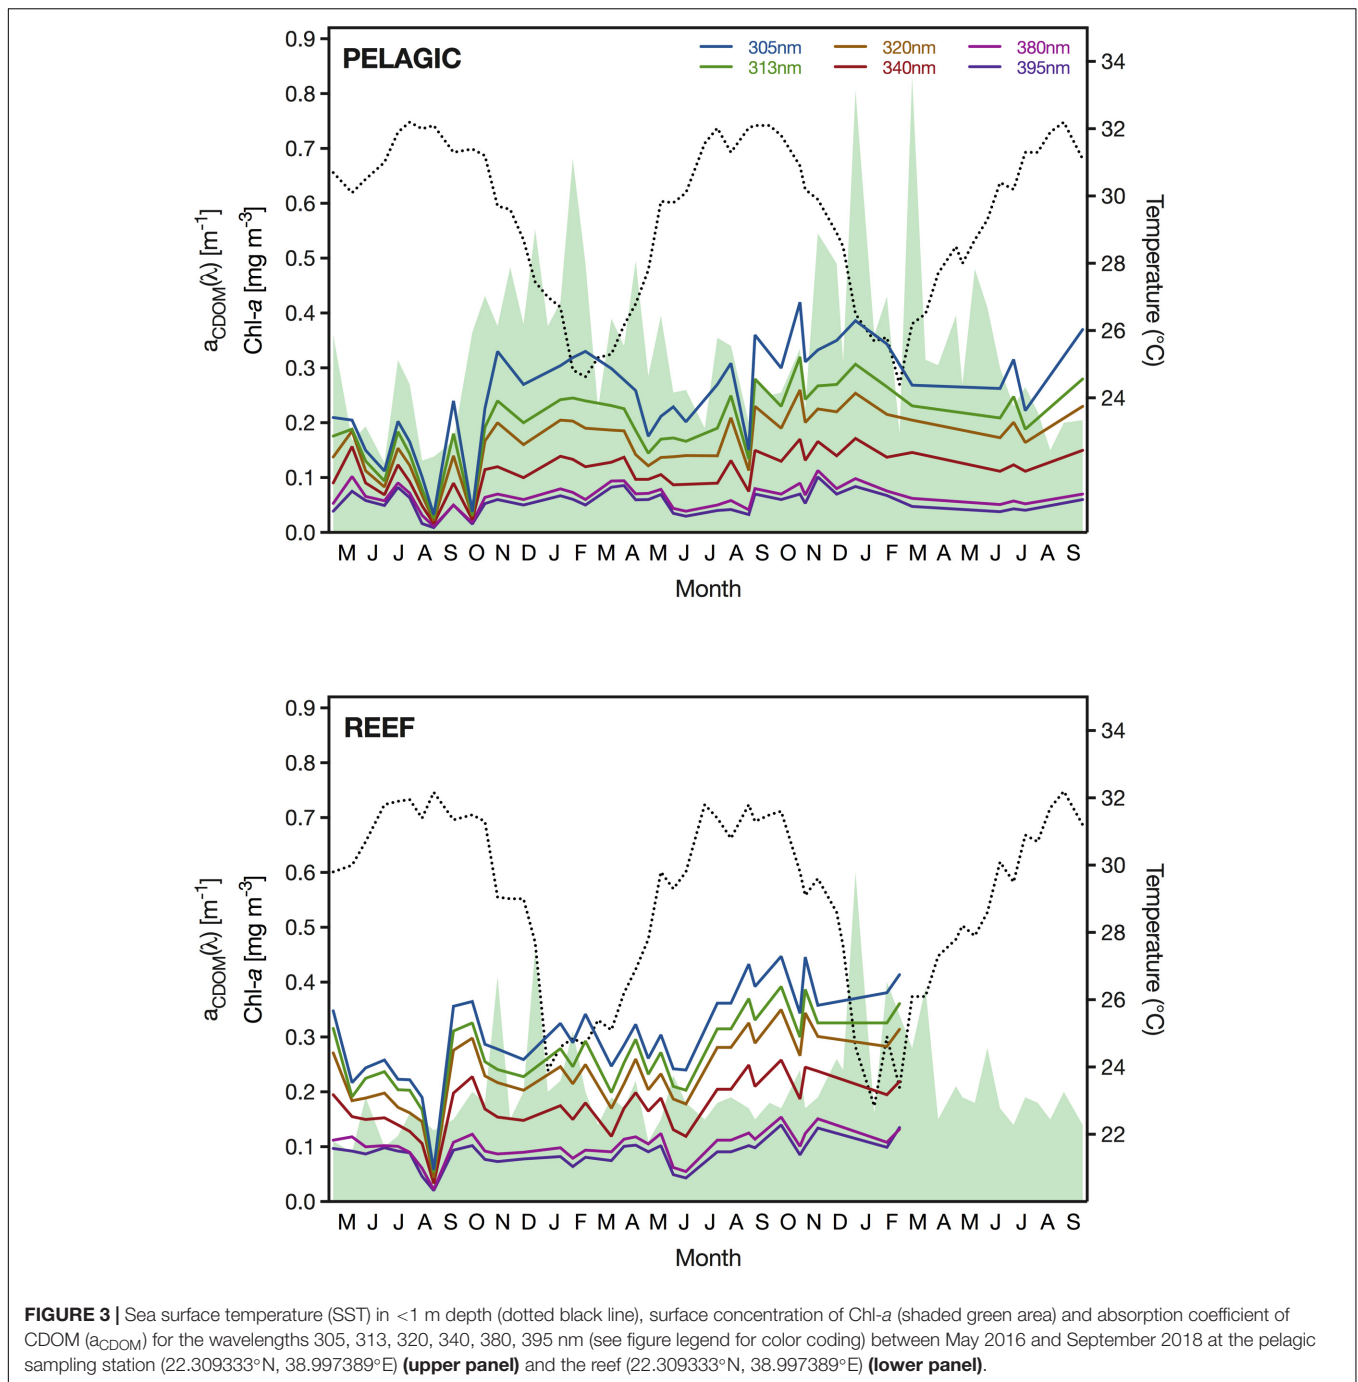 PELAGIC
305nm 320nm 380nm
313nm 340nm 395nm
0.9
0.8
0.7
0.6
0.5
0.4
0.3
0.2
0.1
0.0
aCDOM(λ) [m-1]
Chl-a [mg m-3]
34
32
30
28
26
24
Temperature (°C)
M J J A S O N D J F M A M J J A S O N D J F A M J J A S
Month
REEF
0.9
0.8
0.7
0.6
0.5
0.4
0.3
0.2
0.1
0.0
aCDOM(λ) [m-1]
Chl-a [mg m-3]
34
32
30
28
26
24
22
Temperature (°C)
M J J A S O N D J F M A M J J A S O N D J F A M J J A S
Month
FIGURE 3 | Sea surface temperature (SST) in <1 m depth (dotted black line), surface concentration of Chl-a (shaded green area) and absorption coefficient of
CDOM (aCDOM) for the wavelengths 305, 313, 320, 340, 380, 395 nm (see figure legend for color coding) between May 2016 and September 2018 at the pelagic
sampling station (22.309333°N, 38.997389°E) (upper panel) and the reef (22.309333°N, 38.997389°E) (lower panel).